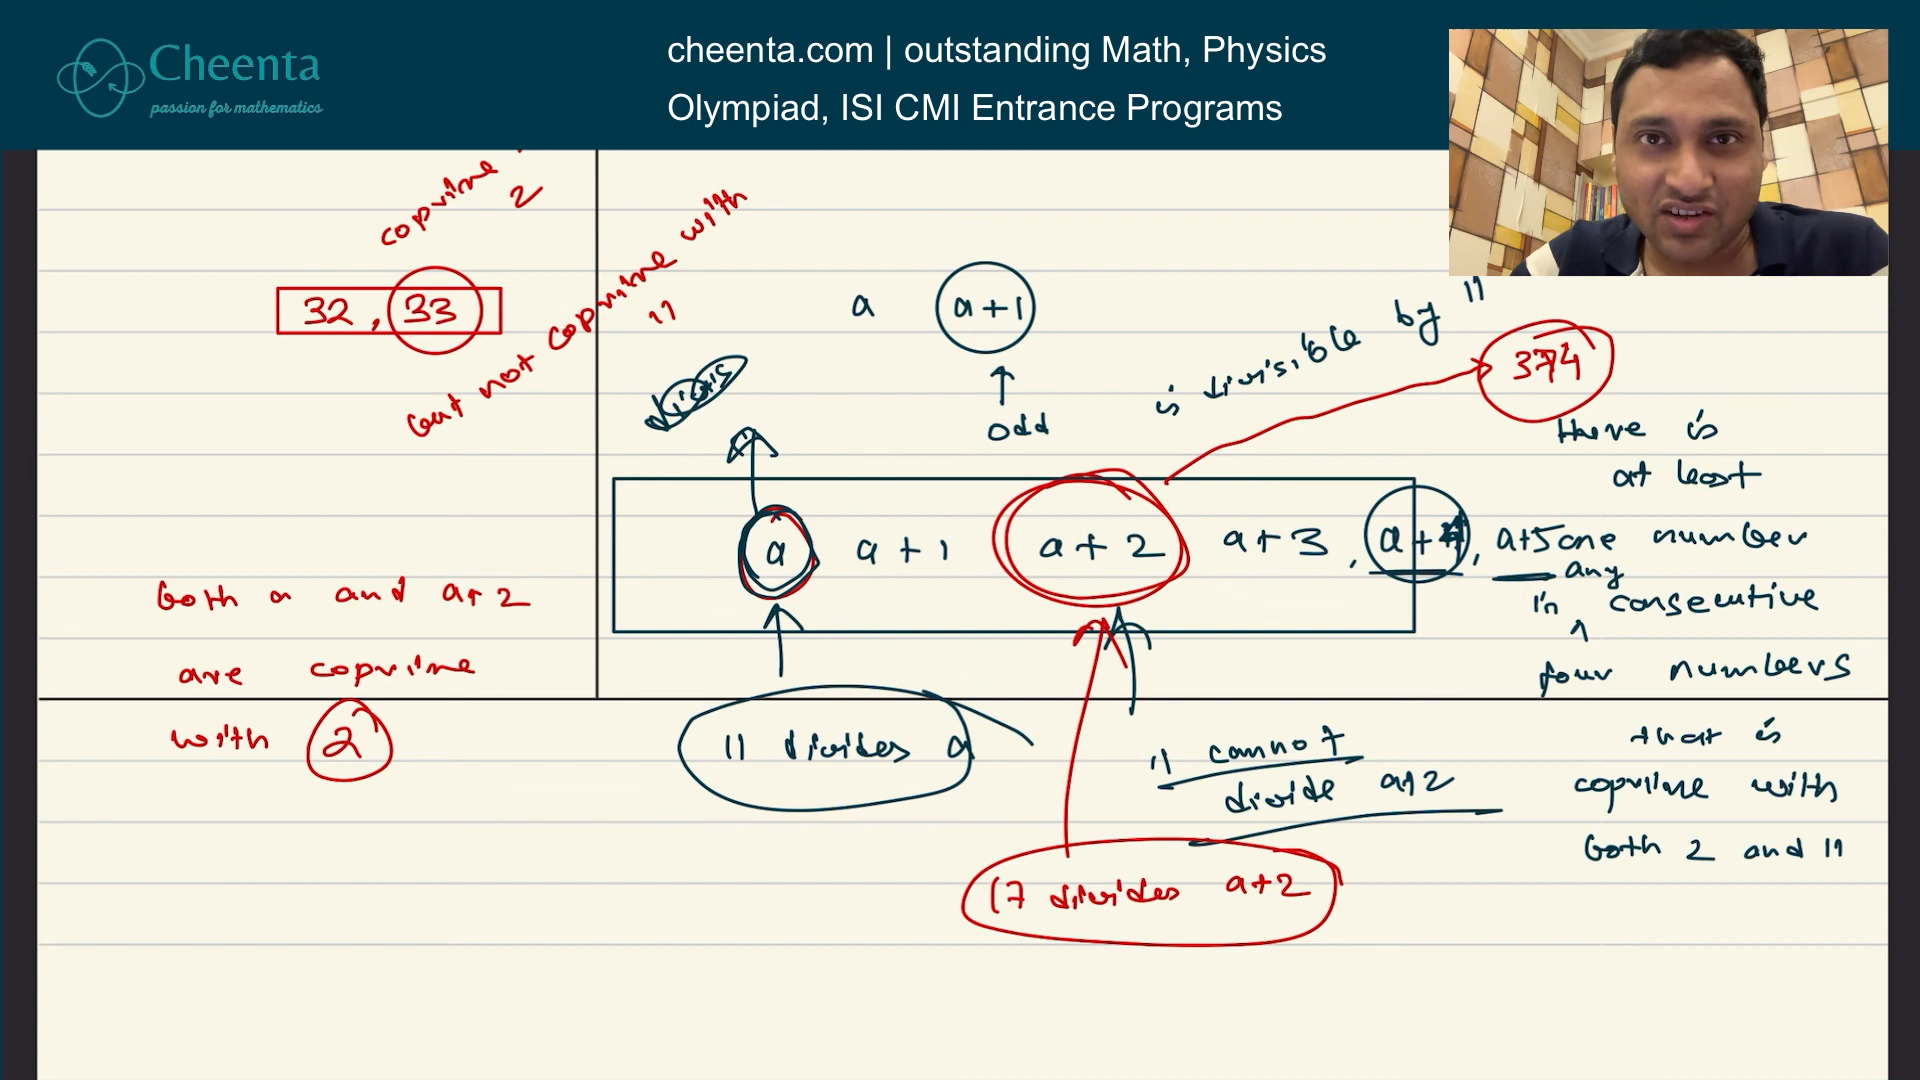 Cheenta
passion for mathematics
cheenta.com | outstanding Math, Physics
Olympiad, ISI CMI Entrance Programs
coprime
2
32, 33
but not coprime with
11
a a+1
odd
is divisible by 11
374
a a+1 a+2 a+3, a+4, a+5
there is
at least
one number
in any consecutive
four numbers
that is
coprime with
both 2 and 11
both a and a+2
are coprime
with 2
11 divides a
11 cannot
divide a+2
17 divides a+2